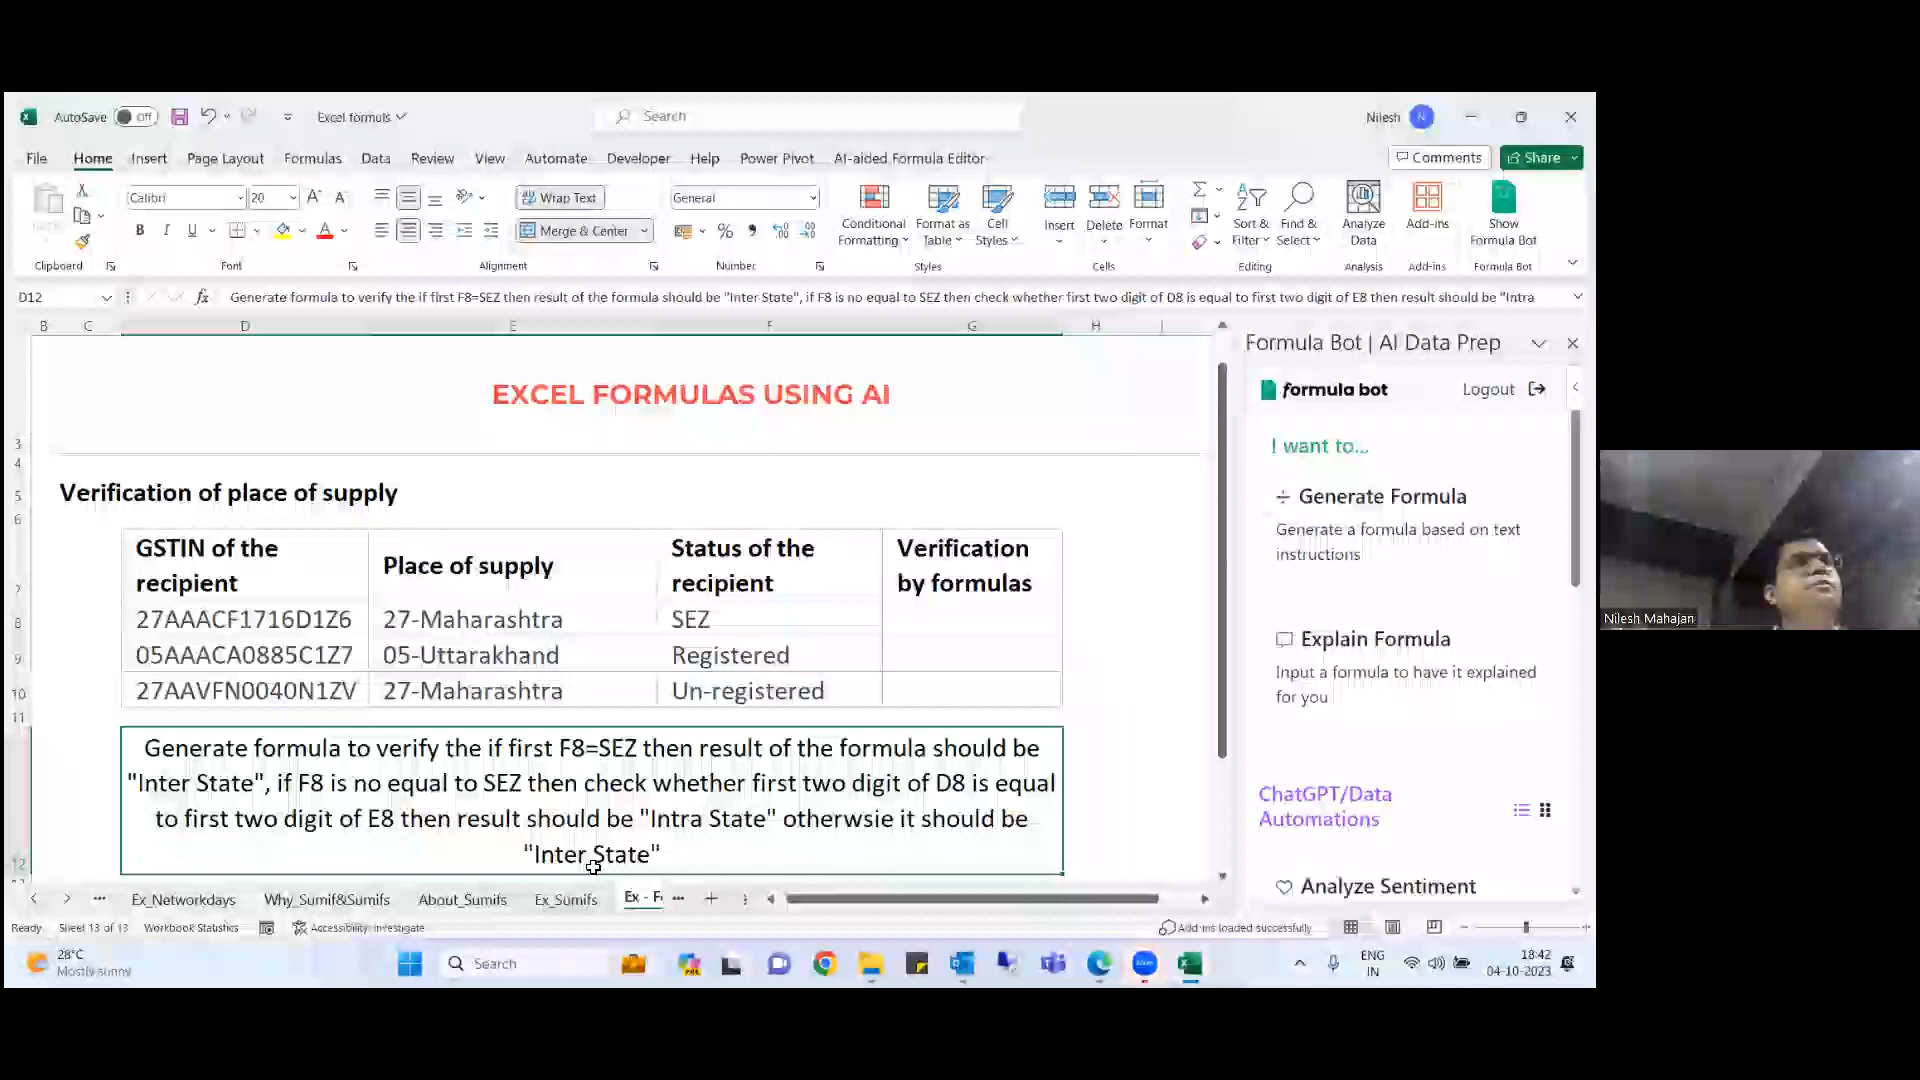 AutoSave Off Excel formuls Search Nilesh N
File Home Insert Page Layout Formulas Data Review View Automate Developer Help Power Pivot AI-aided Formula Editor Comments Share
Calibri 20 Wrap Text General
B I U Merge & Center
Conditional Formatting Format as Table Cell Styles Insert Delete Format Sort & Filter Find & Select Analyze Data Add-ins Show Formula Bot
Clipboard Font Alignment Number Styles Cells Editing Analysis Add-ins Formula Bot
D12 fx Generate formula to verify the if first F8=SEZ then result of the formula should be "Inter State", if F8 is no equal to SEZ then check whether first two digit of D8 is equal to first two digit of E8 then result should be "Intra
B C D E F G H I
EXCEL FORMULAS USING AI
3
4
5 Verification of place of supply
6
7 GSTIN of the recipient Place of supply Status of the recipient Verification by formulas
8 27AAACF1716D1Z6 27-Maharashtra SEZ
9 05AAACA0885C1Z7 05-Uttarakhand Registered
10 27AAVFN0040N1ZV 27-Maharashtra Un-registered
11
Generate formula to verify the if first F8=SEZ then result of the formula should be
"Inter State", if F8 is no equal to SEZ then check whether first two digit of D8 is equal
to first two digit of E8 then result should be "Intra State" otherwsie it should be
12 "Inter State"
Formula Bot | AI Data Prep
formula bot Logout
I want to...
Generate Formula
Generate a formula based on text
instructions
Explain Formula
Input a formula to have it explained
for you
ChatGPT/Data
Automations
Analyze Sentiment
Ex_Networkdays Why_Sumif&Sumifs About_Sumifs Ex_Sumifs Ex - F
Ready Sheet 13 of 13 Workbook Statistics Accessibility: Investigate Add-ins loaded successfully
28°C
Mostly sunny
Search
ENG
IN
18:42
04-10-2023
Nilesh Mahajan